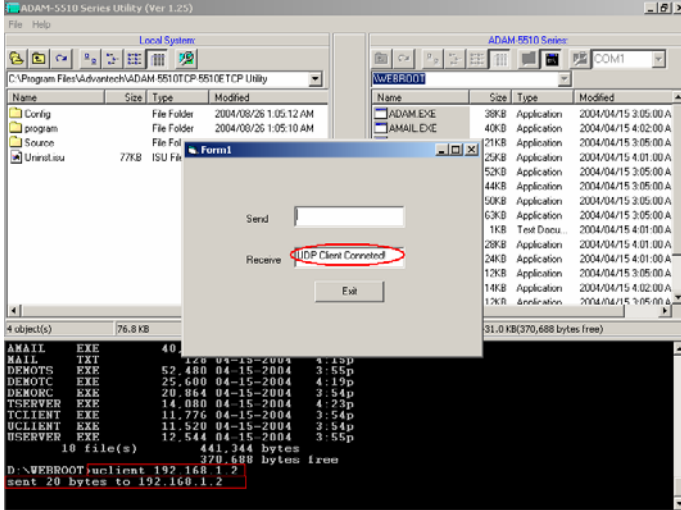 ADAM-5510 Series Utility (Ver 1.25)
File Help
Local System:
ADAM-5510 Series:
COM1
C:\Program Files\Advantech\ADAM-5510TCP-5510ETCP Utility
\WEBROOT
Name Size Type Modified
Config File Folder 2004/08/26 1:05:12 AM
program File Folder 2004/08/26 1:05:10 AM
Source File Fol
Uninst.isu 77KB ISU File
Name Size Type Modified
ADAM.EXE 38KB Application 2004/04/15 3:05:00 A
AMAIL.EXE 40KB Application 2004/04/15 4:02:00 A
21KB Application 2004/04/15 3:05:00 A
25KB Application 2004/04/15 4:01:00 A
52KB Application 2004/04/15 3:05:00 A
44KB Application 2004/04/15 3:05:00 A
50KB Application 2004/04/15 3:05:00 A
63KB Application 2004/04/15 3:05:00 A
1KB Text Docu... 2004/04/15 4:01:00 A
28KB Application 2004/04/15 4:01:00 A
24KB Application 2004/04/15 4:01:00 A
12KB Application 2004/04/15 3:05:00 A
14KB Application 2004/04/15 4:02:00 A
12KB Application 2004/04/15 3:05:00 A
Form1
Send
Receive UDP Client Conneted!
Exit
4 object(s) 76.8 KB
31.0 KB(370,688 bytes free)
AMAIL EXE 40,
MAIL TXT 128 04-15-2004 4:15p
DEMOTS EXE 52,480 04-15-2004 3:55p
DEMOTC EXE 25,600 04-15-2004 4:19p
DEMORC EXE 20,864 04-15-2004 3:54p
TSERVER EXE 14,080 04-15-2004 4:23p
TCLIENT EXE 11,776 04-15-2004 3:54p
UCLIENT EXE 11,520 04-15-2004 3:54p
USERVER EXE 12,544 04-15-2004 3:55p
18 file(s) 441,344 bytes
370,688 bytes free
D:\WEBROOT>uclient 192.168.1.2
sent 20 bytes to 192.168.1.2